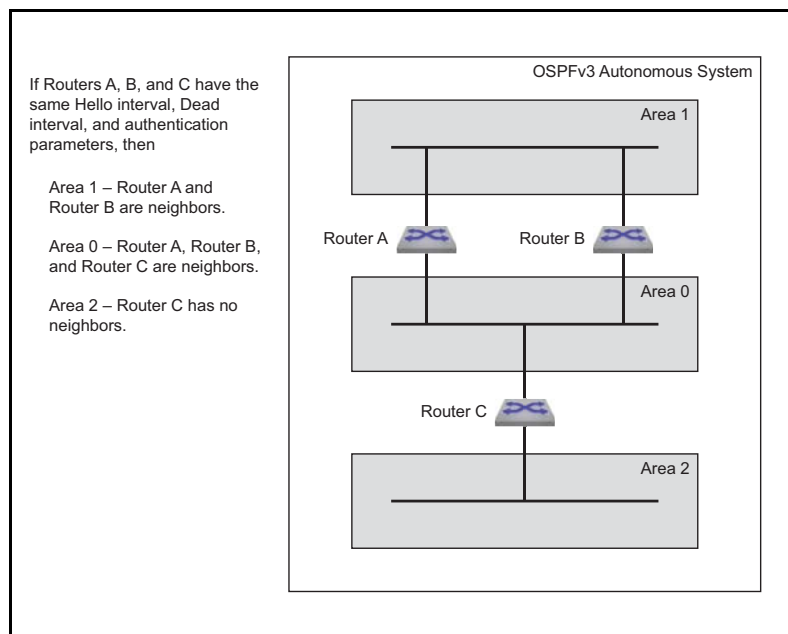 If Routers A, B, and C have the
same Hello interval, Dead
interval, and authentication
parameters, then
Area 1 – Router A and
Router B are neighbors.
Area 0 – Router A, Router B,
and Router C are neighbors.
Area 2 – Router C has no
neighbors.
OSPFv3 Autonomous System
Area 1
Router A
Router B
Area 0
Router C
Area 2